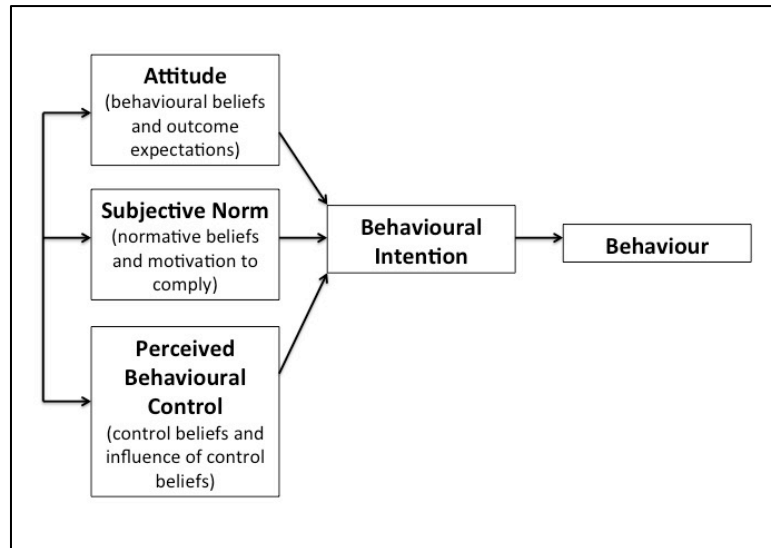 Attitude
(behavioural beliefs
and outcome
expectations)
Subjective Norm
(normative beliefs
and motivation to
comply)
Perceived
Behavioural
Control
(control beliefs and
influence of control
beliefs)
Behavioural
Intention
Behaviour